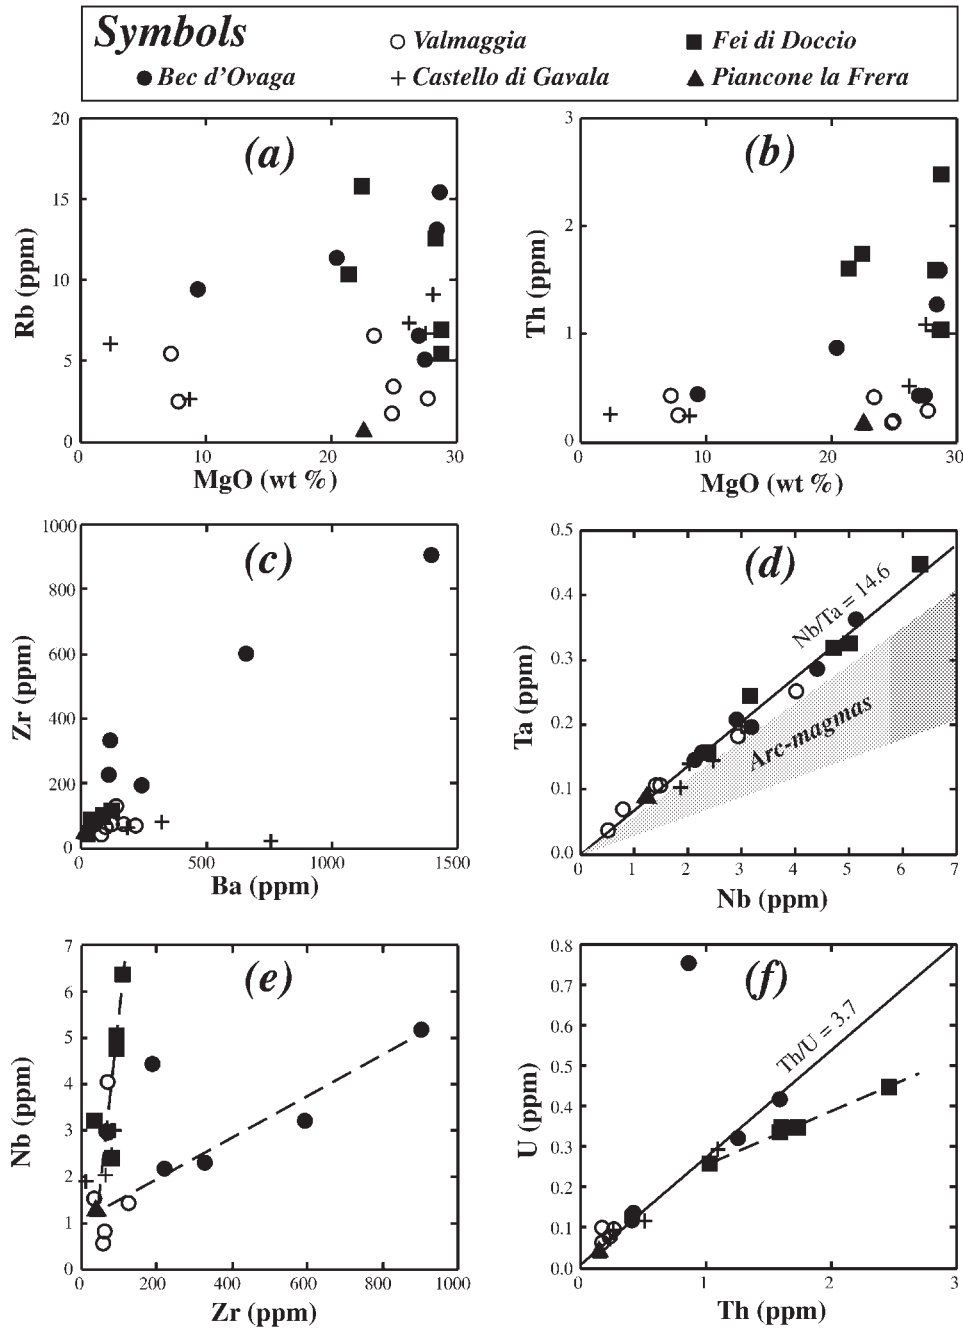 Symbols
Valmaggia
Fei di Doccio
Bec d'Ovaga
Castello di Gavala
Piancone la Frera
(a)
20
15
10
5
0
Rb (ppm)
0 10 20 30
MgO (wt %)
(b)
3
2
1
0
Th (ppm)
0 10 20 30
MgO (wt %)
(c)
1000
800
600
400
200
0
Zr (ppm)
0 500 1000 1500
Ba (ppm)
(d)
0.5
0.4
0.3
0.2
0.1
0.0
Ta (ppm)
Nb/Ta = 14.6
Arc-magmas
0 1 2 3 4 5 6 7
Nb (ppm)
(e)
7
6
5
4
3
2
1
0
Nb (ppm)
0 200 400 600 800 1000
Zr (ppm)
(f)
0.8
0.7
0.6
0.5
0.4
0.3
0.2
0.1
0.0
U (ppm)
Th/U = 3.7
0 1 2 3
Th (ppm)